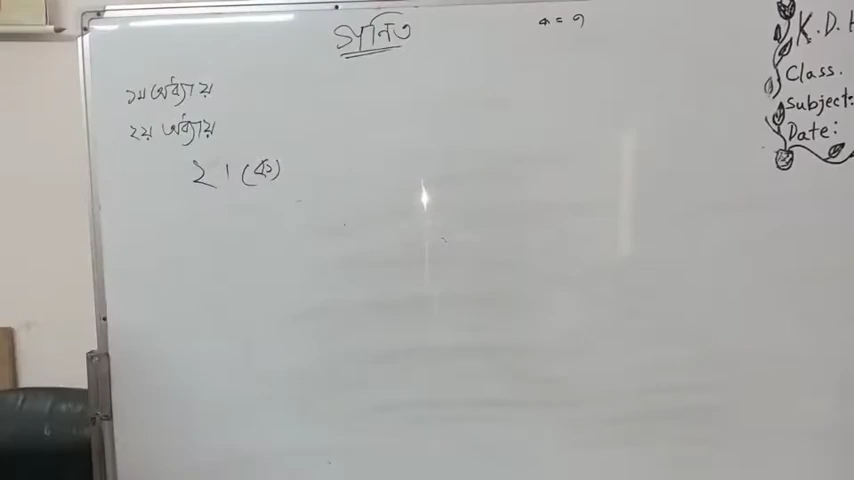 গণিত
ক = ৭
১ম অধ্যায়
২য় অধ্যায়
২। (ক)
K.D.H
Class.
Subject:
Date: